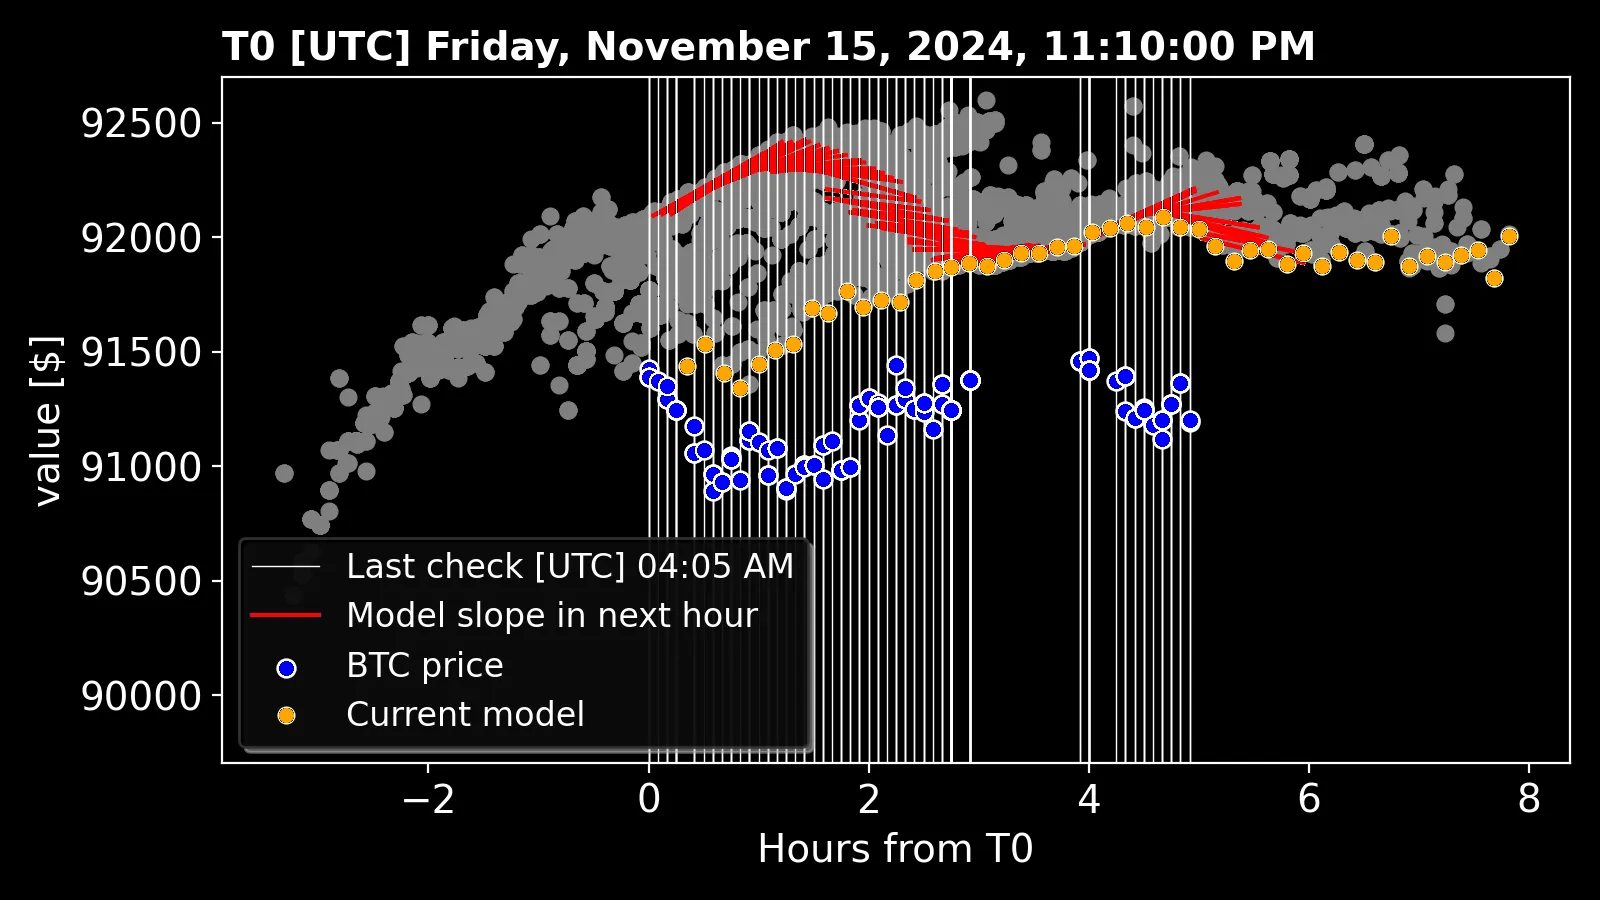 T0 [UTC] Friday, November 15, 2024, 11:10:00 PM
value [$]
92500
92000
91500
91000
90500
90000
Last check [UTC] 04:05 AM
Model slope in next hour
BTC price
Current model
−2 0 2 4 6 8
Hours from T0